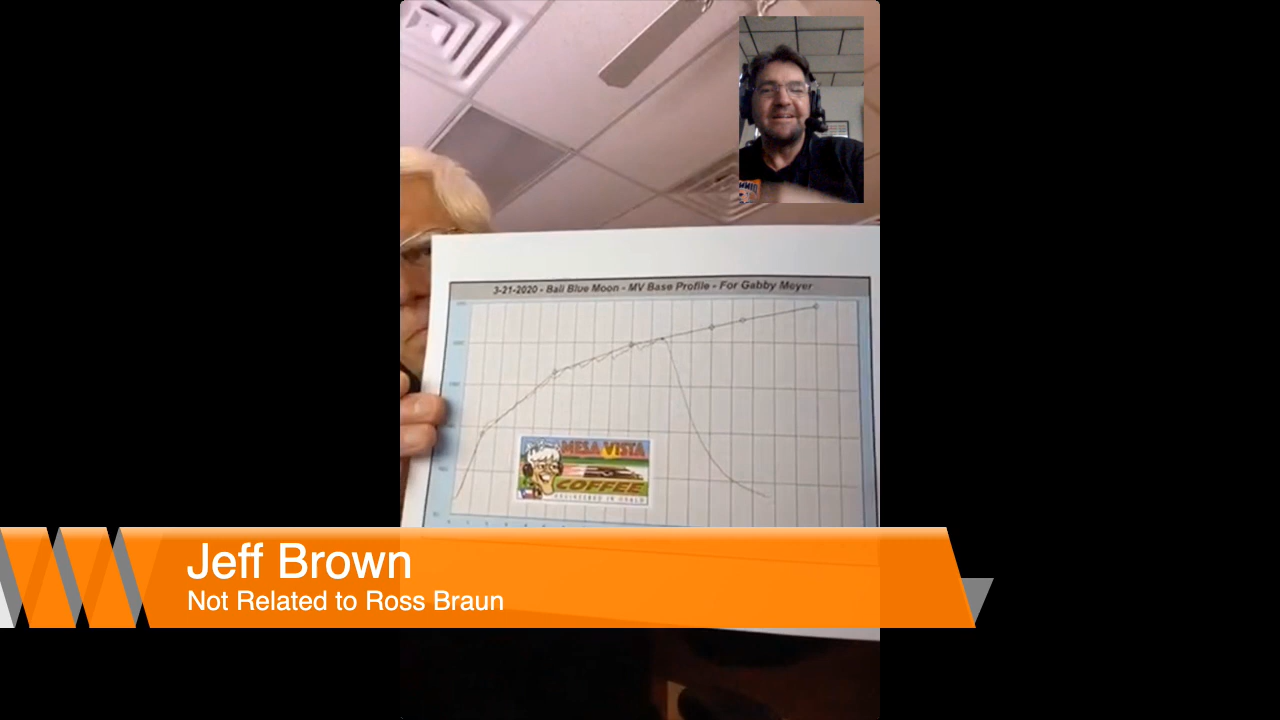 3-21-2020 - Bali Blue Moon - MV Base Profile - For Gabby Meyer
MESA VISTA
COFFEE
Jeff Brown
Not Related to Ross Braun